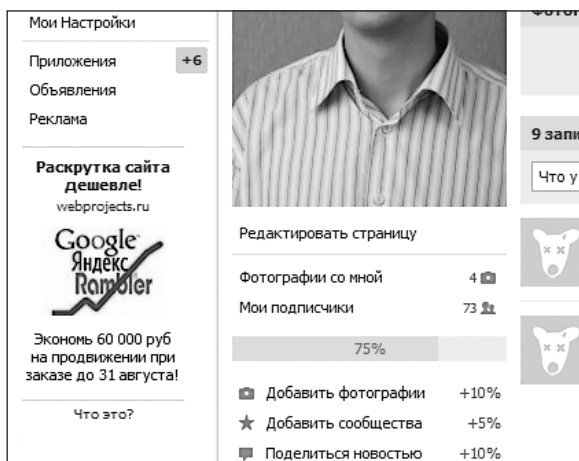 Мои Настройки
Приложения +6
Объявления
Реклама
Раскрутка сайта
дешевле!
webprojects.ru
Google
Яндекс
Rambler
Экономь 60 000 руб
на продвижении при
заказе до 31 августа!
Что это?
Редактировать страницу
Фотографии со мной 4
Мои подписчики 73
75%
Добавить фотографии +10%
Добавить сообщества +5%
Поделиться новостью +10%
9 запи
Что у